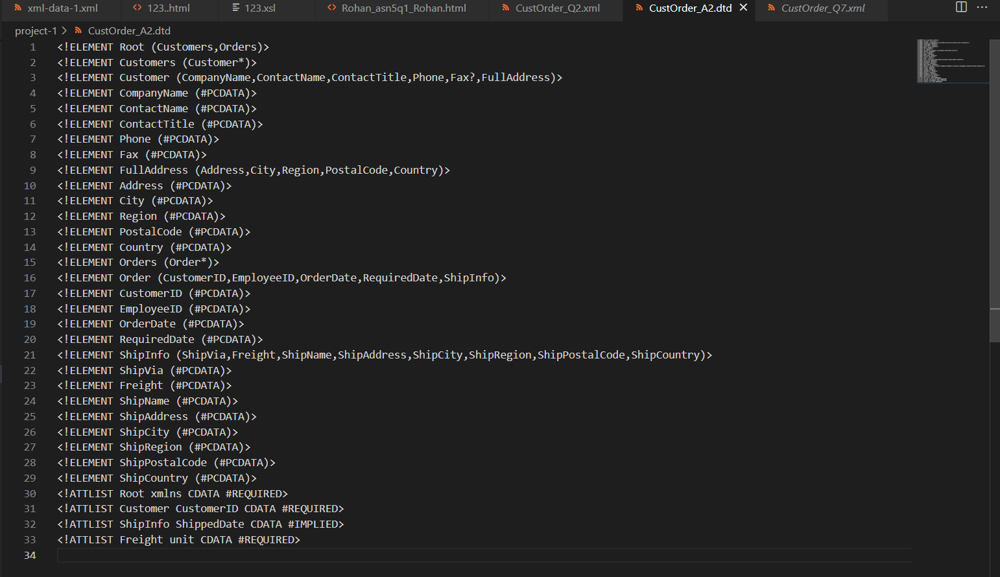 xml-data-1.xml
123..html
123.xsl
Rohan_asn5q1_Rohan.html
CustOrder_Q2.xml
CustOrder_A2.dtd
CustOrder_Q7.xml
project-1 > CustOrder_A2.dtd
1 <!ELEMENT Root (Customers,Orders)>
2 <!ELEMENT Customers (Customer*)>
3 <!ELEMENT Customer (CompanyName,ContactName,ContactTitle,Phone,Fax?,FullAddress)>
4 <!ELEMENT CompanyName (#PCDATA)>
5 <!ELEMENT ContactName (#PCDATA)>
6 <!ELEMENT ContactTitle (#PCDATA)>
7 <!ELEMENT Phone (#PCDATA)>
8 <!ELEMENT Fax (#PCDATA)>
9 <!ELEMENT FullAddress (Address,City,Region,PostalCode,Country)>
10 <!ELEMENT Address (#PCDATA)>
11 <!ELEMENT City (#PCDATA)>
12 <!ELEMENT Region (#PCDATA)>
13 <!ELEMENT PostalCode (#PCDATA)>
14 <!ELEMENT Country (#PCDATA)>
15 <!ELEMENT Orders (Order*)>
16 <!ELEMENT Order (CustomerID,EmployeeID,OrderDate,RequiredDate,ShipInfo)>
17 <!ELEMENT CustomerID (#PCDATA)>
18 <!ELEMENT EmployeeID (#PCDATA)>
19 <!ELEMENT OrderDate (#PCDATA)>
20 <!ELEMENT RequiredDate (#PCDATA)>
21 <!ELEMENT ShipInfo (ShipVia,Freight,ShipName,ShipAddress,ShipCity,ShipRegion,ShipPostalCode,ShipCountry)>
22 <!ELEMENT ShipVia (#PCDATA)>
23 <!ELEMENT Freight (#PCDATA)>
24 <!ELEMENT ShipName (#PCDATA)>
25 <!ELEMENT ShipAddress (#PCDATA)>
26 <!ELEMENT ShipCity (#PCDATA)>
27 <!ELEMENT ShipRegion (#PCDATA)>
28 <!ELEMENT ShipPostalCode (#PCDATA)>
29 <!ELEMENT ShipCountry (#PCDATA)>
30 <!ATTLIST Root xmlns CDATA #REQUIRED>
31 <!ATTLIST Customer CustomerID CDATA #REQUIRED>
32 <!ATTLIST ShipInfo ShippedDate CDATA #IMPLIED>
33 <!ATTLIST Freight unit CDATA #REQUIRED>
34